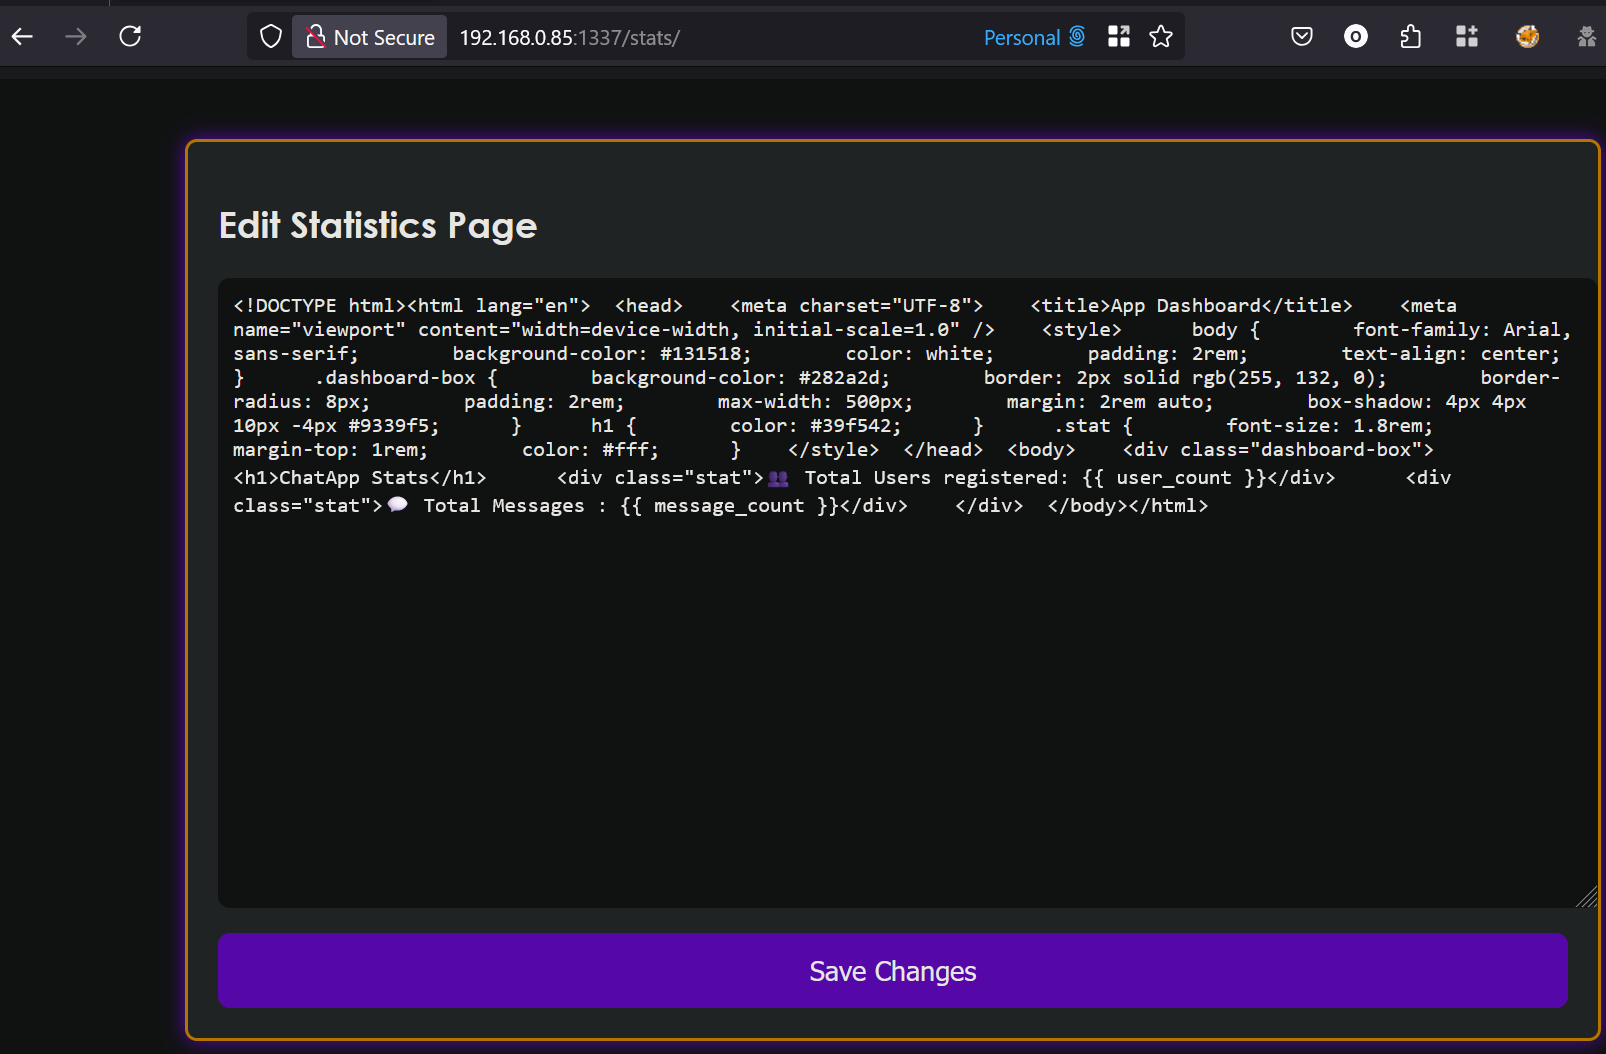 Not Secure 192.168.0.85:1337/stats/ Personal
Edit Statistics Page
<!DOCTYPE html><html lang="en">  <head>    <meta charset="UTF-8">    <title>App Dashboard</title>    <meta
name="viewport" content="width=device-width, initial-scale=1.0" />    <style>      body {        font-family: Arial,
sans-serif;        background-color: #131518;        color: white;        padding: 2rem;        text-align: center;
}      .dashboard-box {        background-color: #282a2d;        border: 2px solid rgb(255, 132, 0);        border-
radius: 8px;        padding: 2rem;        max-width: 500px;        margin: 2rem auto;        box-shadow: 4px 4px
10px -4px #9339f5;      }      h1 {        color: #39f542;      }      .stat {        font-size: 1.8rem;
margin-top: 1rem;        color: #fff;      }    </style>  </head>  <body>    <div class="dashboard-box">
<h1>ChatApp Stats</h1>      <div class="stat">👥 Total Users registered: {{ user_count }}</div>      <div
class="stat">💬 Total Messages : {{ message_count }}</div>    </div>  </body></html>
Save Changes